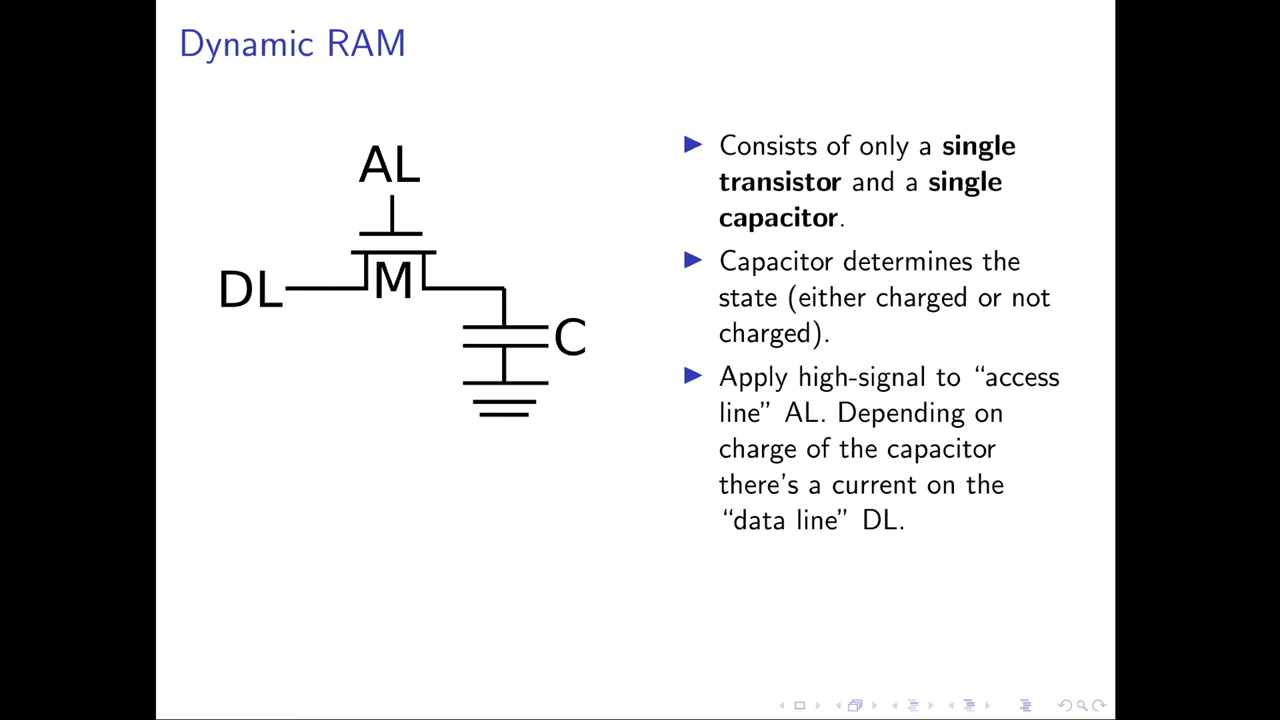 Dynamic RAM
AL
M
DL
C
Consists of only a single
transistor and a single
capacitor.
Capacitor determines the
state (either charged or not
charged).
Apply high-signal to “access
line” AL. Depending on
charge of the capacitor
there's a current on the
“data line” DL.